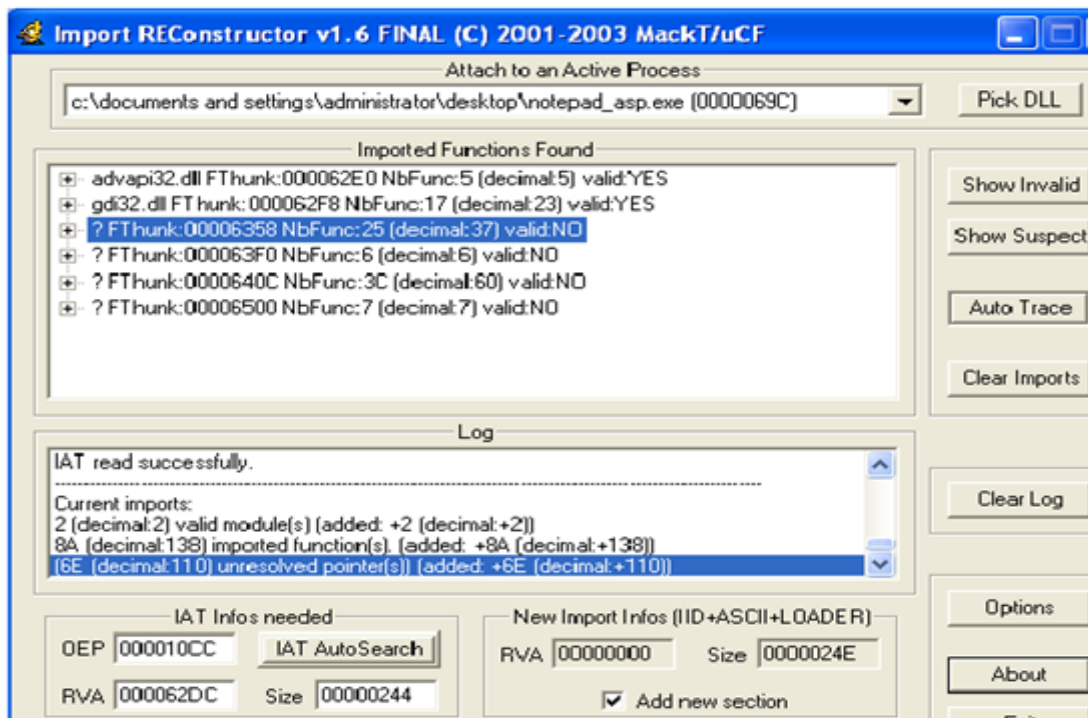 Import REConstructor v1.6 FINAL (C) 2001-2003 MackT/uCF
Attach to an Active Process
c:\documents and settings\administrator\desktop\notepad_asp.exe (0000069C)
Pick DLL
Imported Functions Found
advapi32.dll FThunk:000062E0 NbFunc:5 (decimal:5) valid:YES
gdi32.dll FThunk:000062F8 NbFunc:17 (decimal:23) valid:YES
? FThunk:00006358 NbFunc:25 (decimal:37) valid:NO
? FThunk:000063F0 NbFunc:6 (decimal:6) valid:NO
? FThunk:0000640C NbFunc:3C (decimal:60) valid:NO
? FThunk:00006500 NbFunc:7 (decimal:7) valid:NO
Show Invalid
Show Suspect
Auto Trace
Clear Imports
Log
IAT read successfully.
Current imports:
2 (decimal:2) valid module(s) (added: +2 (decimal:+2))
8A (decimal:138) imported function(s). (added: +8A (decimal:+138))
(6E (decimal:110) unresolved pointer(s)) (added: +6E (decimal:+110))
Clear Log
IAT Infos needed
OEP 000010CC IAT AutoSearch
RVA 000062DC Size 00000244
New Import Infos (IID+ASCII+LOADER)
RVA 00000000 Size 0000024E
Add new section
Options
About